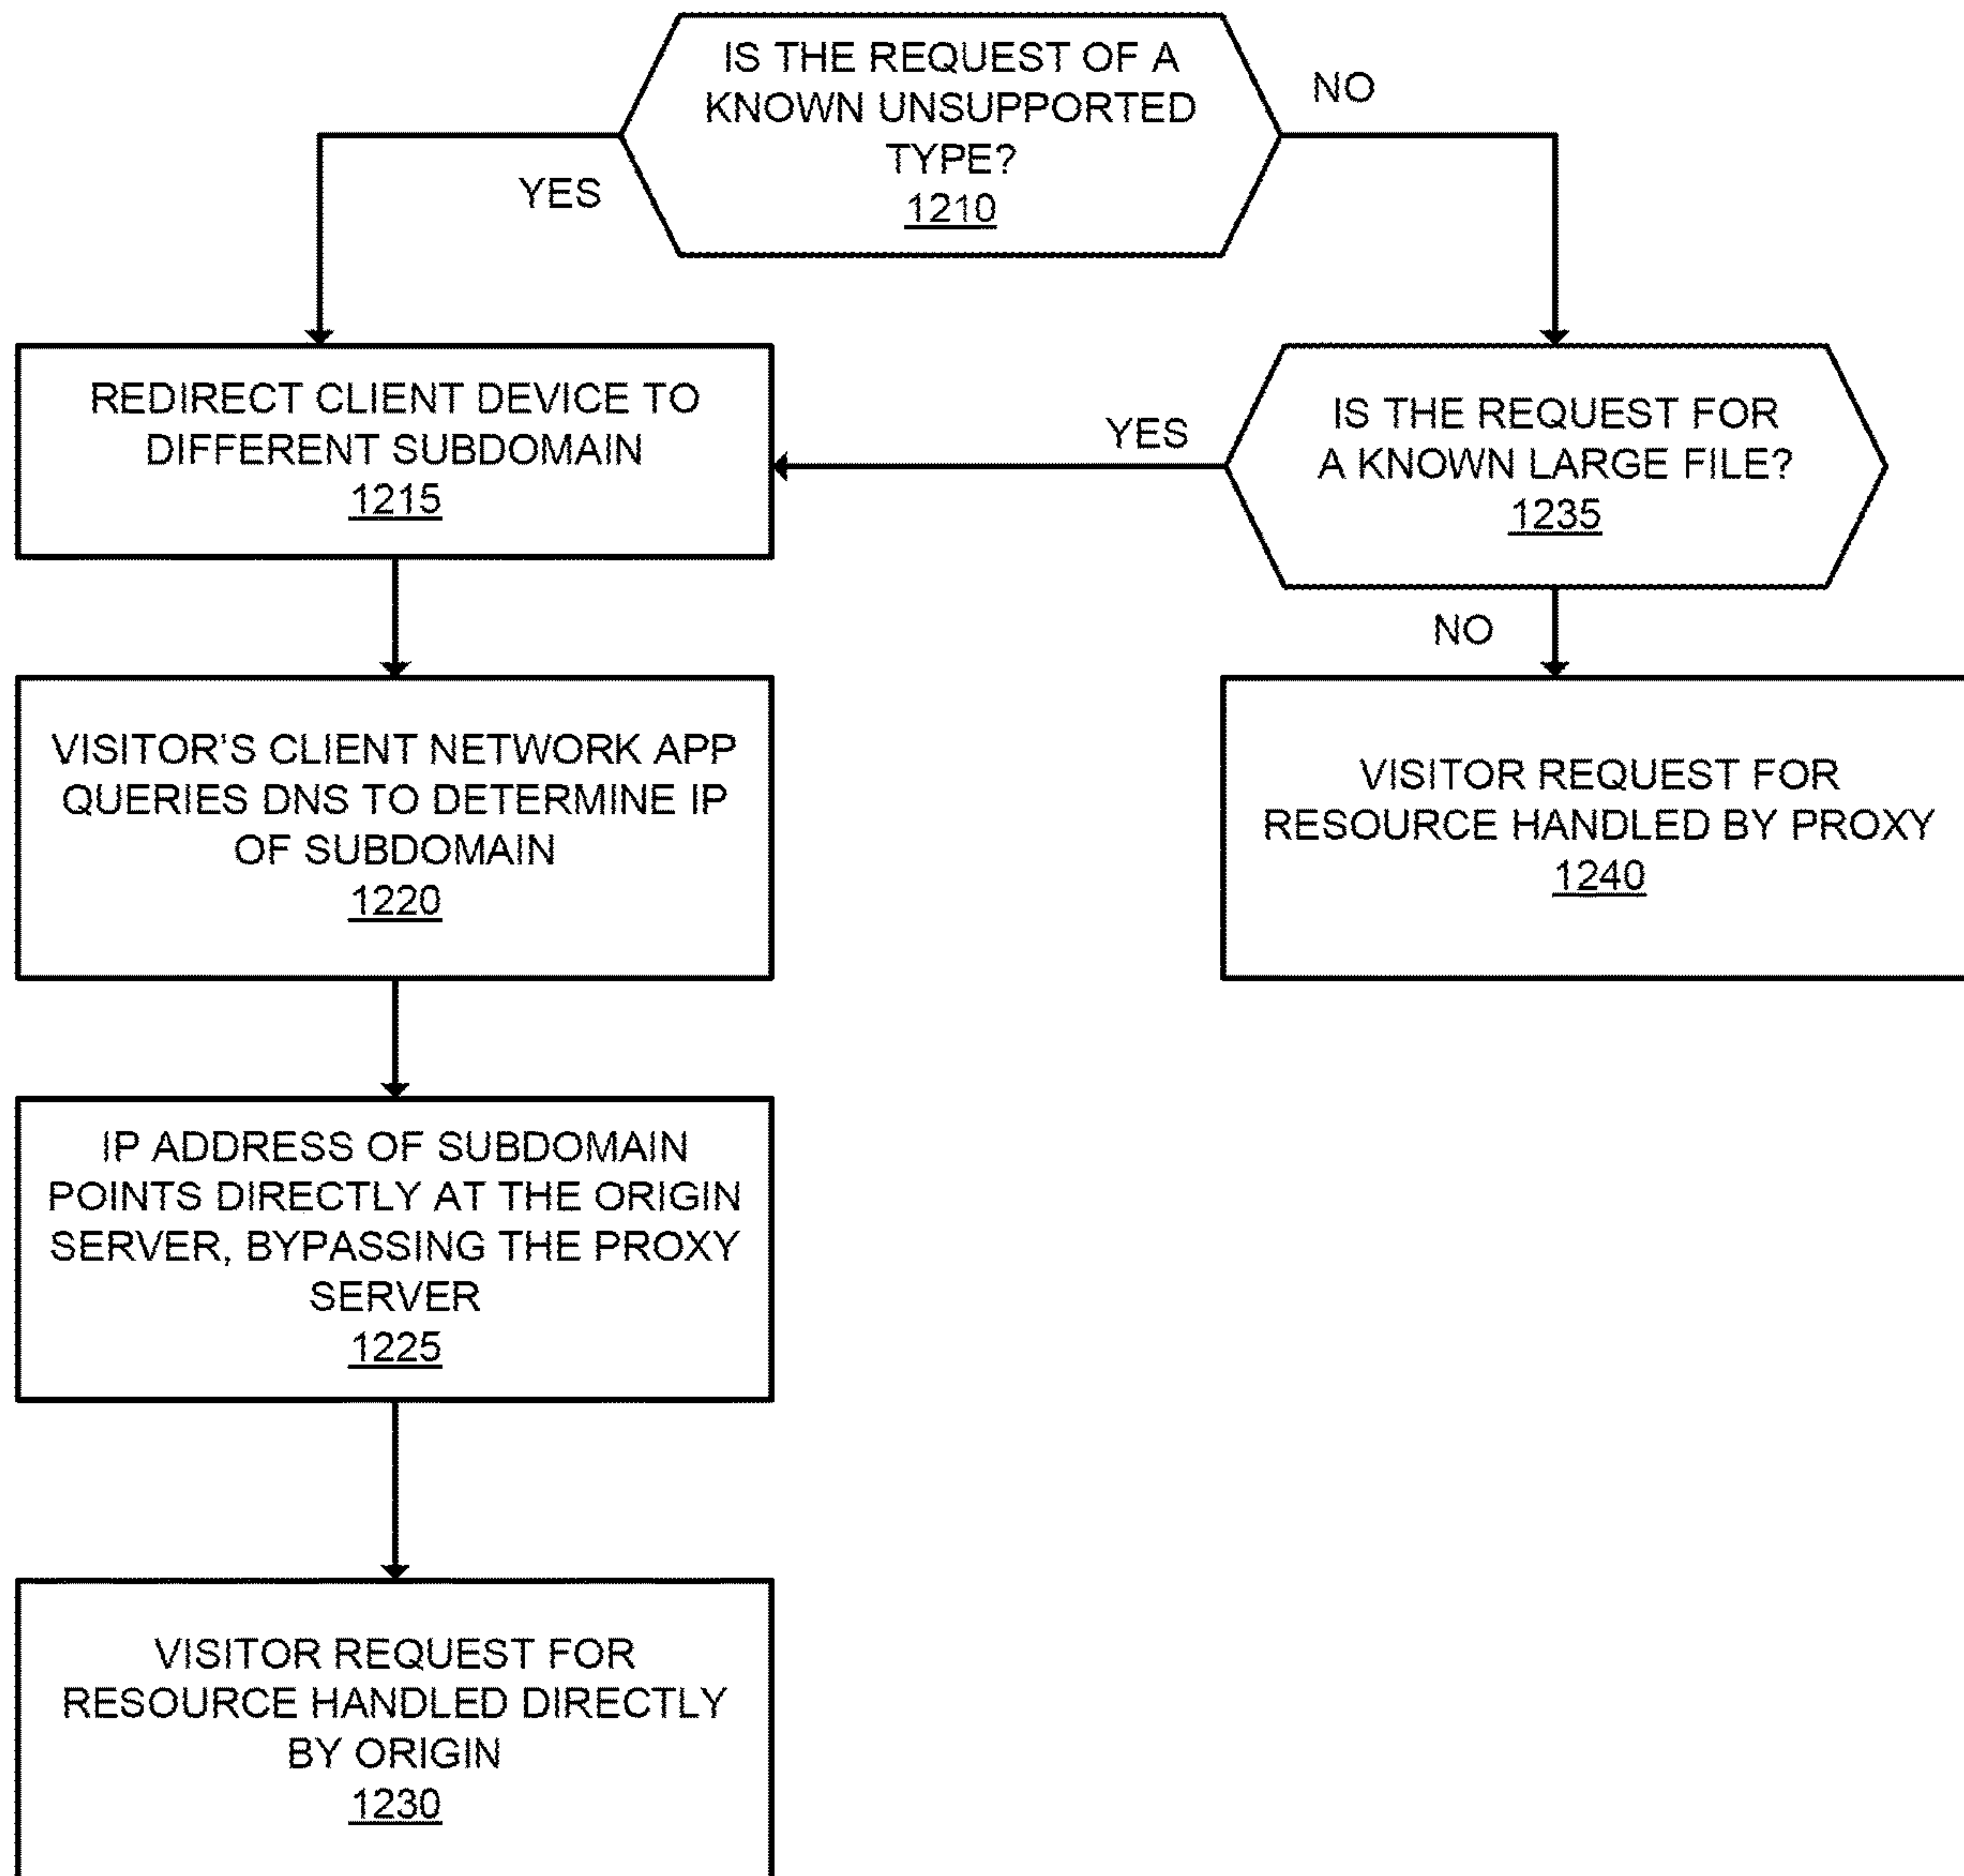 IS THE REQUEST OF A
KNOWN UNSUPPORTED
TYPE?
1210
NO
YES
REDIRECT CLIENT DEVICE TO
DIFFERENT SUBDOMAIN
1215
YES
IS THE REQUEST FOR
A KNOWN LARGE FILE?
1235
NO
VISITOR'S CLIENT NETWORK APP
QUERIES DNS TO DETERMINE IP
OF SUBDOMAIN
1220
VISITOR REQUEST FOR
RESOURCE HANDLED BY PROXY
1240
IP ADDRESS OF SUBDOMAIN
POINTS DIRECTLY AT THE ORIGIN
SERVER, BYPASSING THE PROXY
SERVER
1225
VISITOR REQUEST FOR
RESOURCE HANDLED DIRECTLY
BY ORIGIN
1230